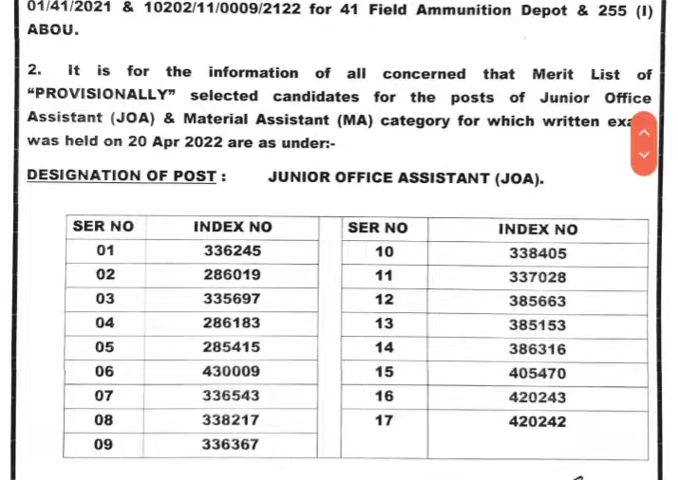 01/41/2021 & 10202/11/0009/2122 for 41 Field Ammunition Depot & 255 (I)
ABOU.
2. It is for the information of all concerned that Merit List of
“PROVISIONALLY” selected candidates for the posts of Junior Office
Assistant (JOA) & Material Assistant (MA) category for which written
was held on 20 Apr 2022 are as under:-
DESIGNATION OF POST : JUNIOR OFFICE ASSISTANT (JOA).
SER NO INDEX NO SER NO INDEX NO
01 336245 10 338405
02 286019 11 337028
03 335697 12 385663
04 286183 13 385153
05 285415 14 386316
06 430009 15 405470
07 336543 16 420243
08 338217 17 420242
09 336367